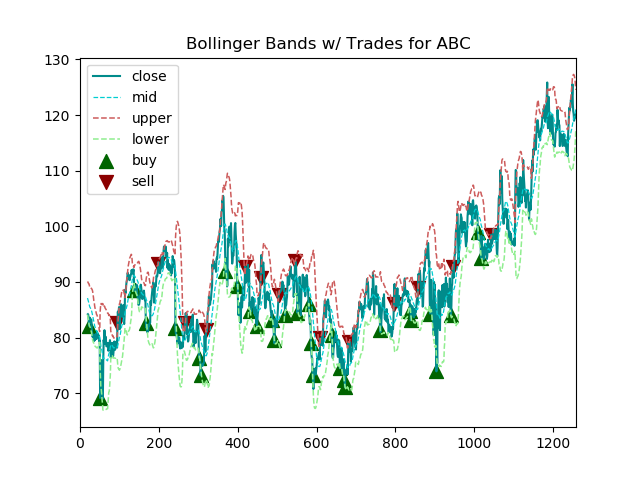 Bollinger Bands w/ Trades for ABC
130
120
110
100
90
80
70
close
mid
upper
lower
buy
sell
0 200 400 600 800 1000 1200